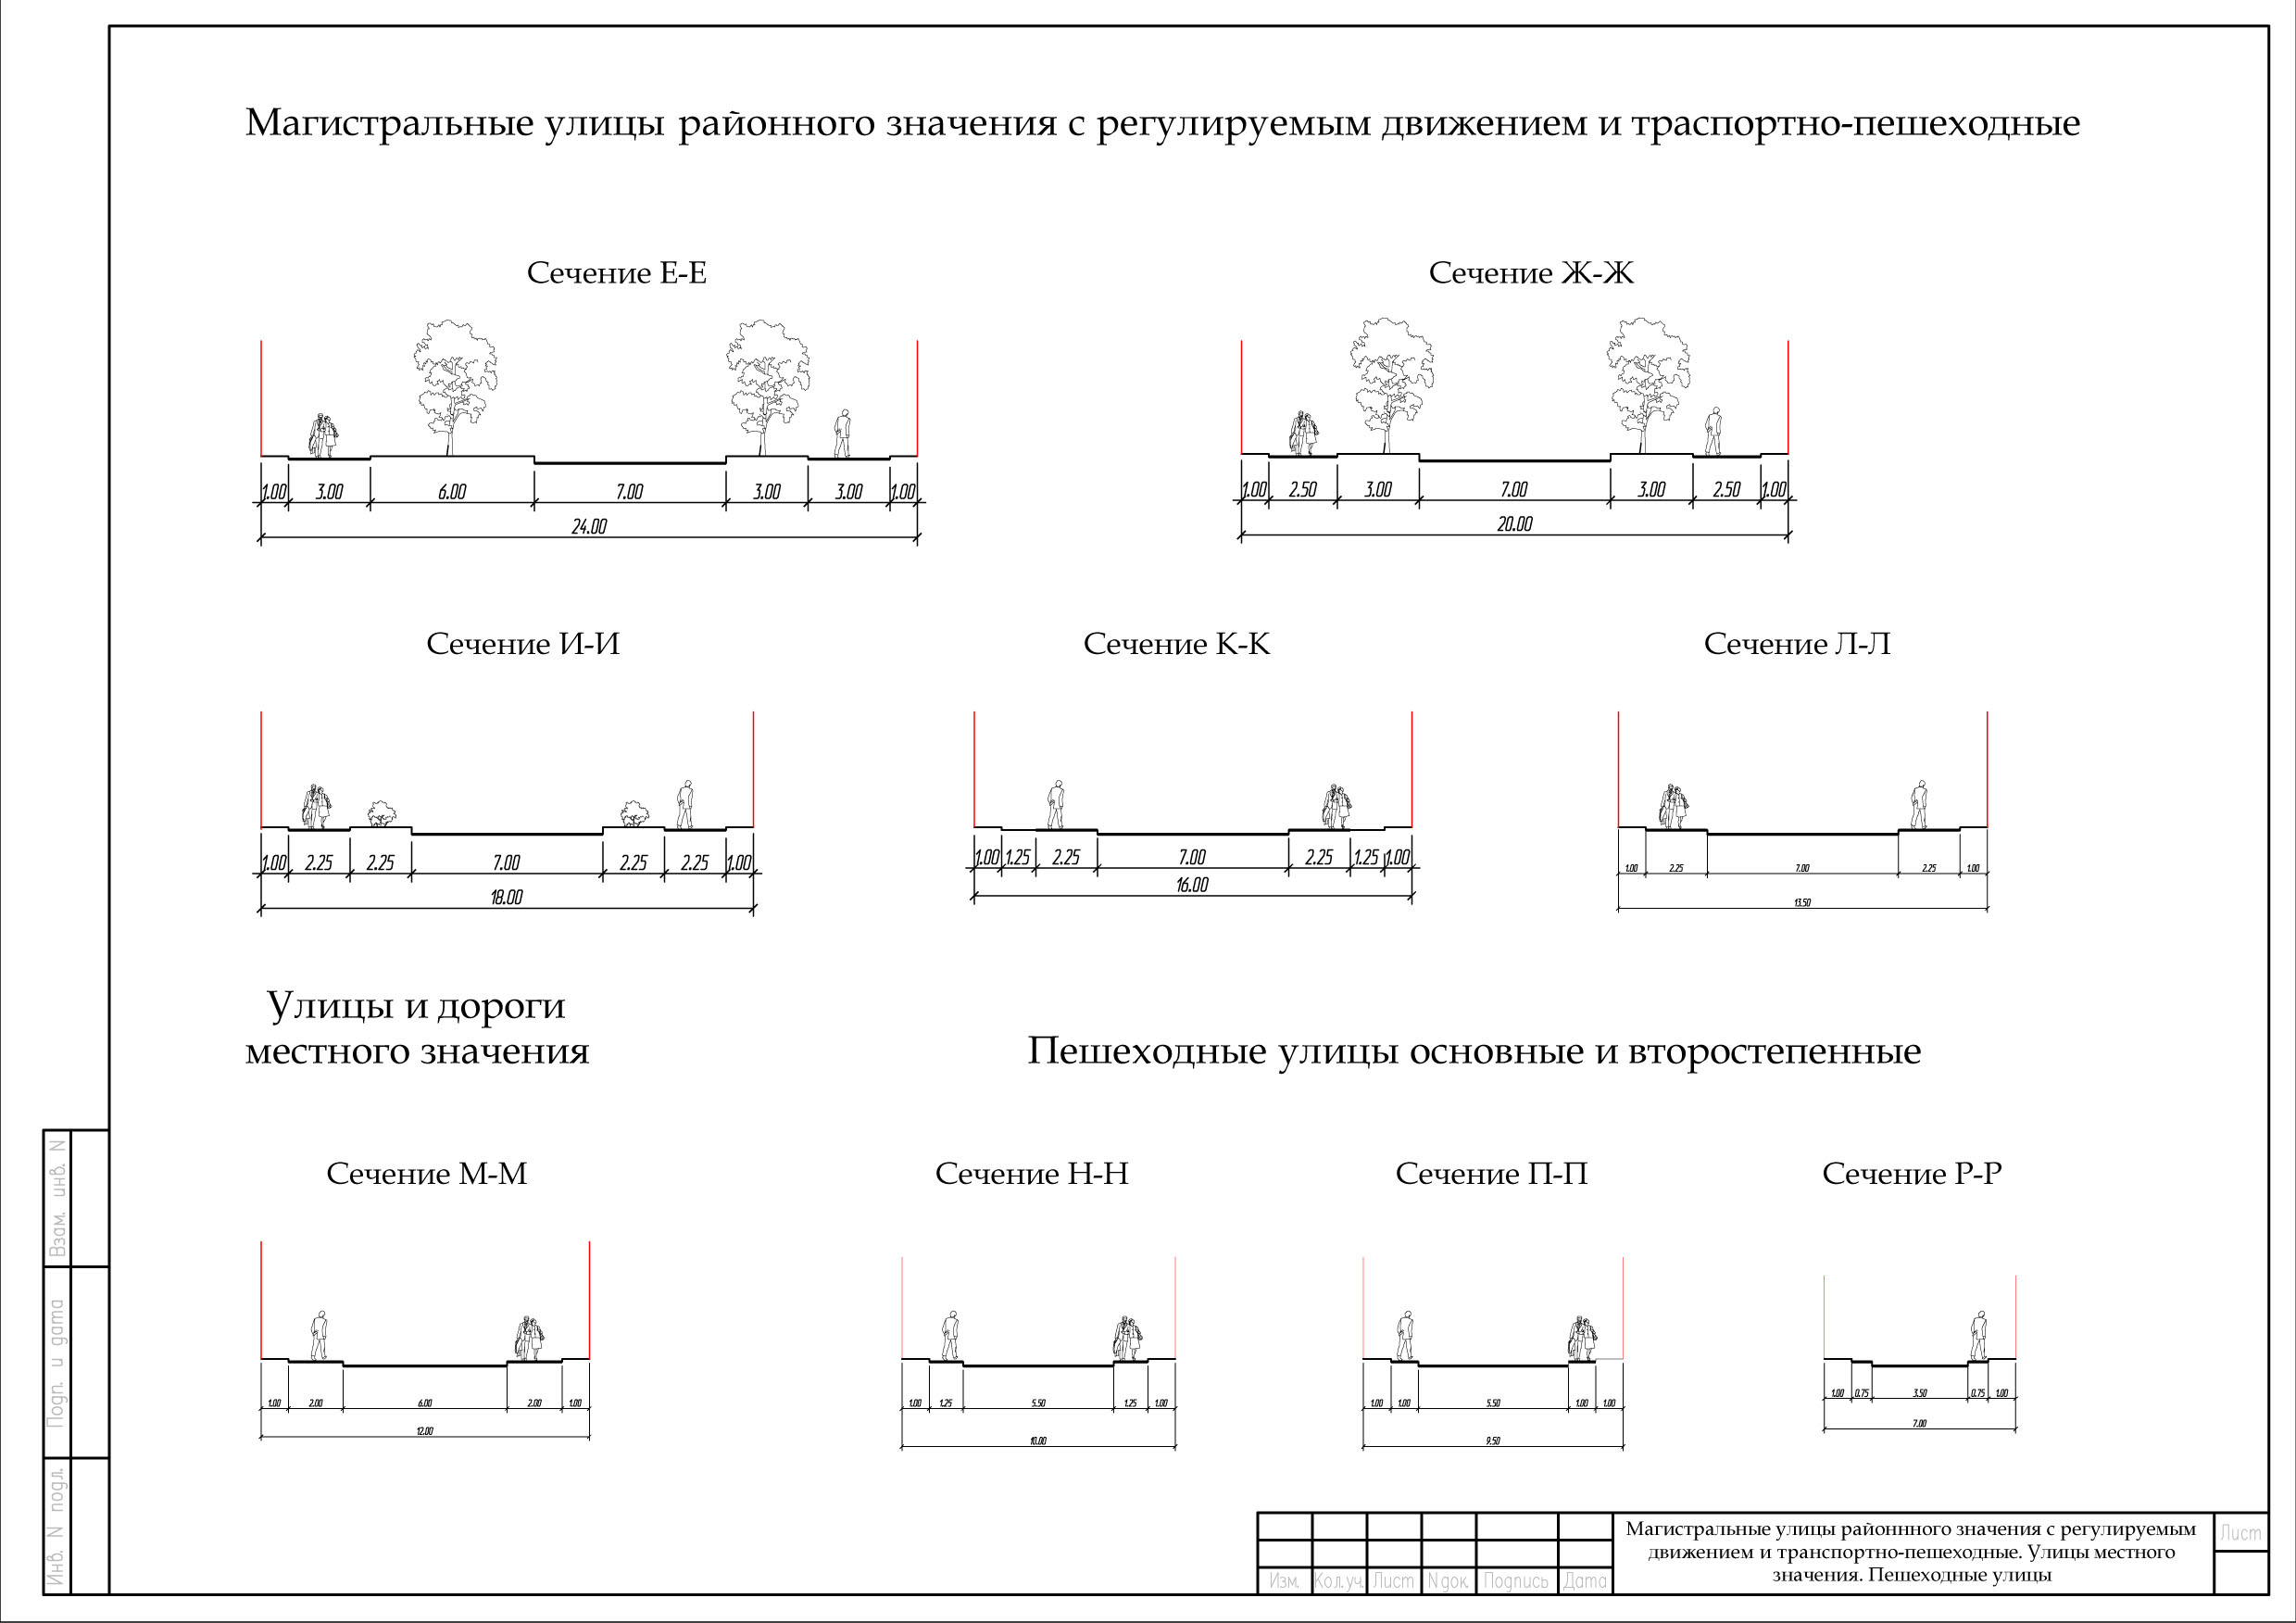 Магистральные улицы районного значения с регулируемым движением и траспортно-пешеходные
Сечение Е-Е
Сечение Ж-Ж
1.00 3.00 6.00 7.00 3.00 3.00 1.00
24.00
1.00 2.50 3.00 7.00 3.00 2.50 1.00
20.00
Сечение И-И
Сечение К-К
Сечение Л-Л
1.00 2.25 2.25 7.00 2.25 2.25 1.00
18.00
1.00 1.25 2.25 7.00 2.25 1.25 1.00
16.00
1.00 2.25 7.00 2.25 1.00
13.50
Улицы и дороги
местного значения
Пешеходные улицы основные и второстепенные
Сечение М-М
Сечение Н-Н
Сечение П-П
Сечение Р-Р
1.00 2.00 6.00 2.00 1.00
12.00
1.00 1.25 5.50 1.25 1.00
10.00
1.00 1.00 5.50 1.00 1.00
9.50
1.00 0.75 3.50 0.75 1.00
7.00
Взам. инв. N
Подп. и дата
Инв. N подл.
Изм. Кол.уч. Лист Nдок. Подпись Дата
Магистральные улицы районнного значения с регулируемым
движением и транспортно-пешеходные. Улицы местного
значения. Пешеходные улицы
Лист